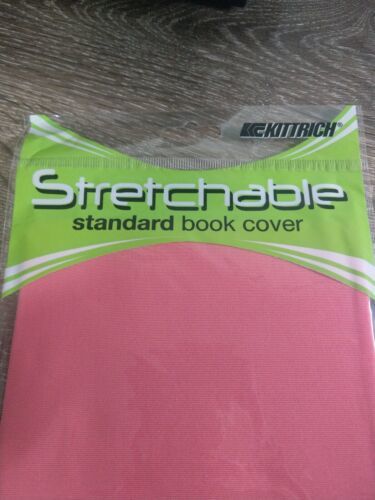 KITTRICH®
Stretchable
standard book cover